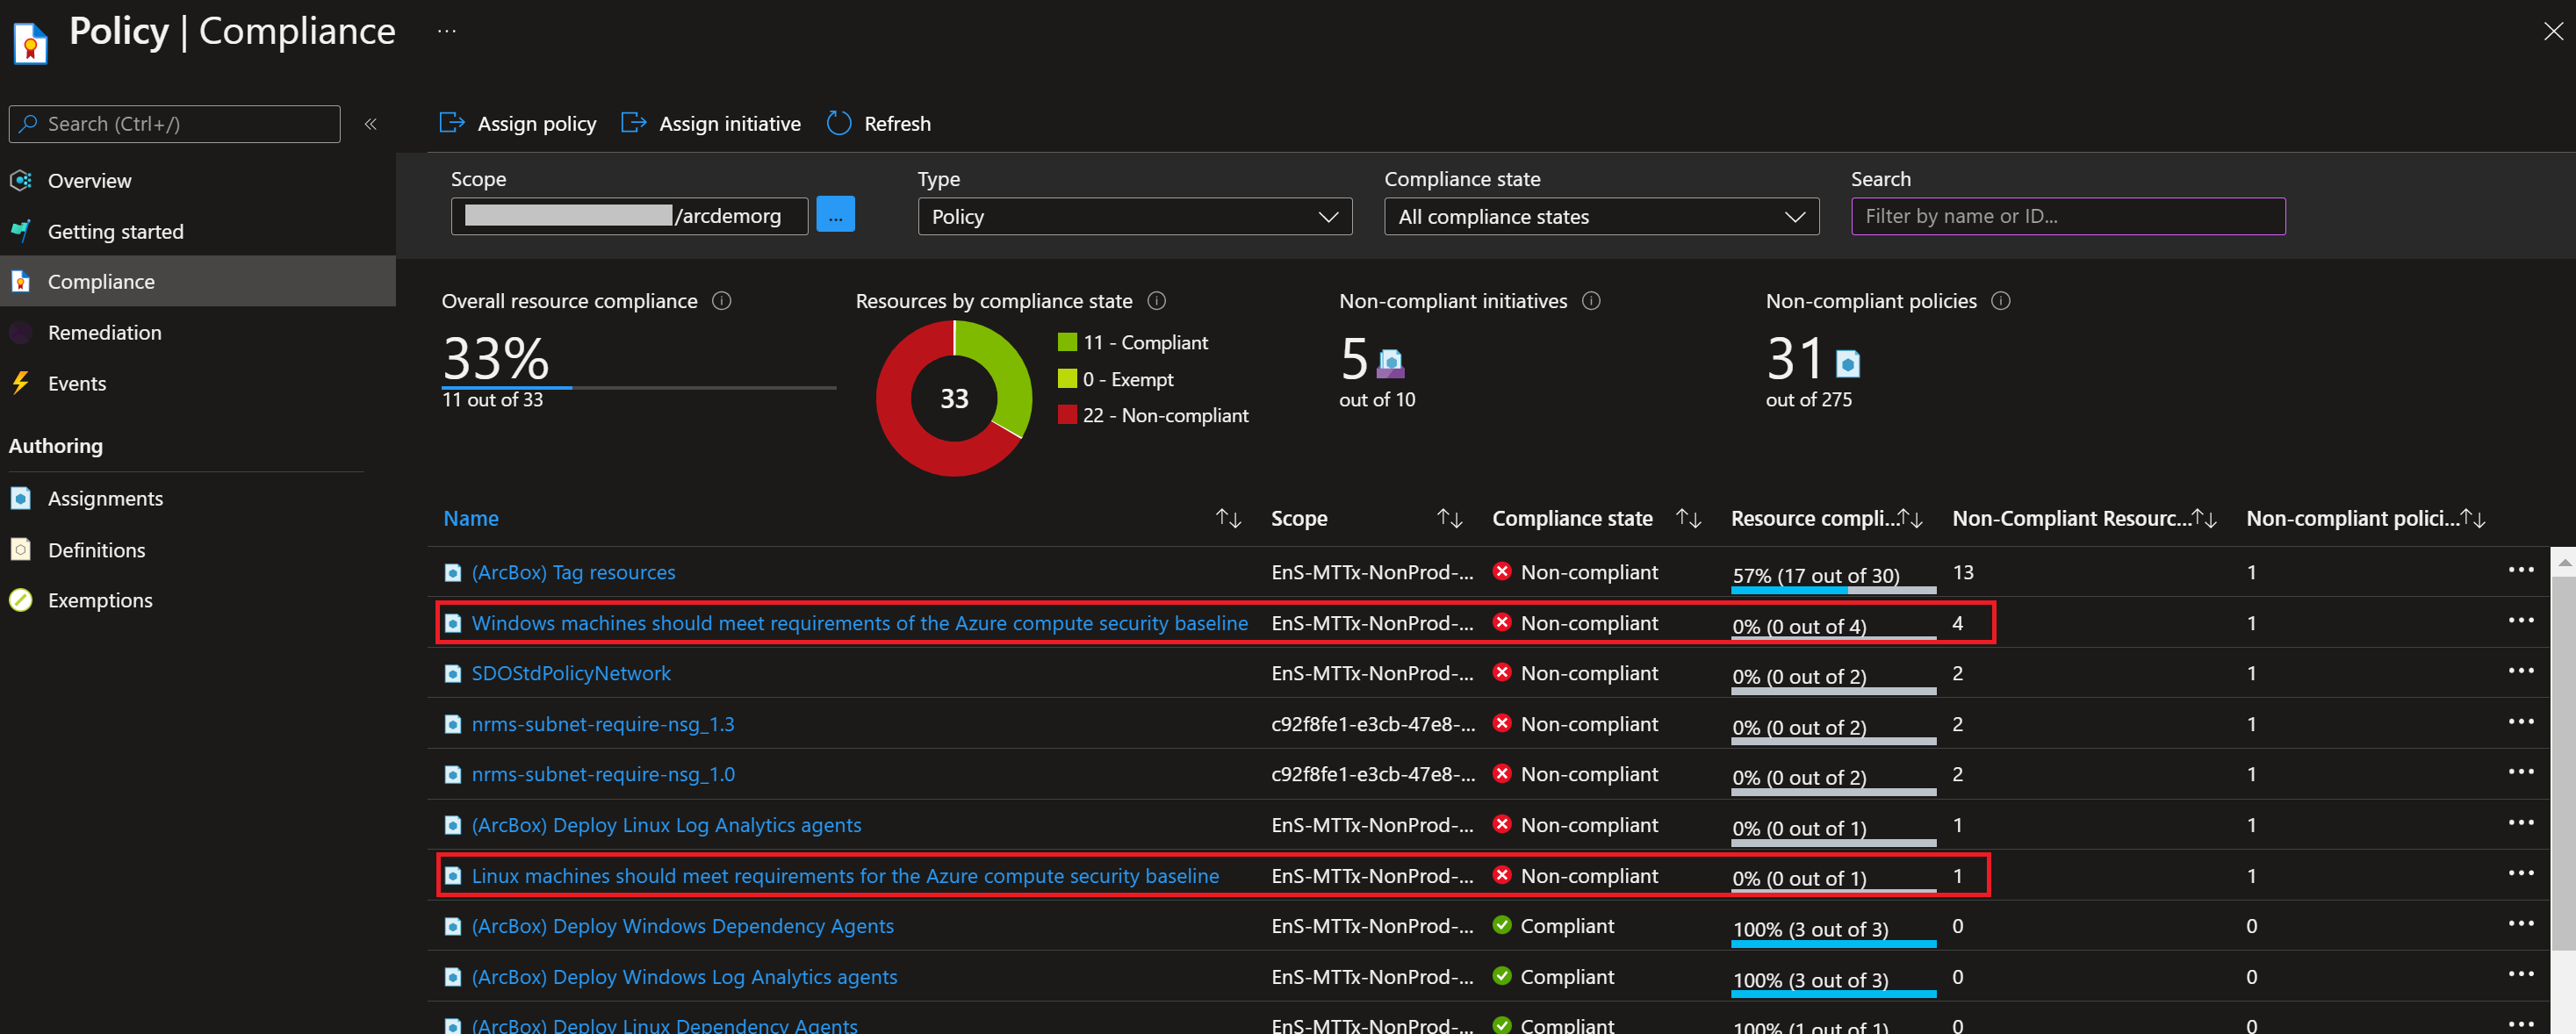 Policy | Compliance ...
Search (Ctrl+/) «
Overview
Getting started
Compliance
Remediation
Events
Authoring
Assignments
Definitions
Exemptions
Assign policy Assign initiative Refresh
Scope Type Compliance state Search
/arcdemorg ... Policy All compliance states Filter by name or ID...
Overall resource compliance Resources by compliance state Non-compliant initiatives Non-compliant policies
33%
11 out of 33
33
11 - Compliant
0 - Exempt
22 - Non-compliant
5
out of 10
31
out of 275
Name Scope Compliance state Resource compli... Non-Compliant Resourc... Non-compliant polici...
(ArcBox) Tag resources EnS-MTTx-NonProd-... Non-compliant 57% (17 out of 30) 13 1 ...
Windows machines should meet requirements of the Azure compute security baseline EnS-MTTx-NonProd-... Non-compliant 0% (0 out of 4) 4 1 ...
SDOStdPolicyNetwork EnS-MTTx-NonProd-... Non-compliant 0% (0 out of 2) 2 1 ...
nrms-subnet-require-nsg_1.3 c92f8fe1-e3cb-47e8-... Non-compliant 0% (0 out of 2) 2 1 ...
nrms-subnet-require-nsg_1.0 c92f8fe1-e3cb-47e8-... Non-compliant 0% (0 out of 2) 2 1 ...
(ArcBox) Deploy Linux Log Analytics agents EnS-MTTx-NonProd-... Non-compliant 0% (0 out of 1) 1 1 ...
Linux machines should meet requirements for the Azure compute security baseline EnS-MTTx-NonProd-... Non-compliant 0% (0 out of 1) 1 1 ...
(ArcBox) Deploy Windows Dependency Agents EnS-MTTx-NonProd-... Compliant 100% (3 out of 3) 0 0 ...
(ArcBox) Deploy Windows Log Analytics agents EnS-MTTx-NonProd-... Compliant 100% (3 out of 3) 0 0 ...
(ArcBox) Deploy Linux Dependency Agents EnS-MTTx-NonProd-... Compliant 100% (1 out of 1) 0 0 ...